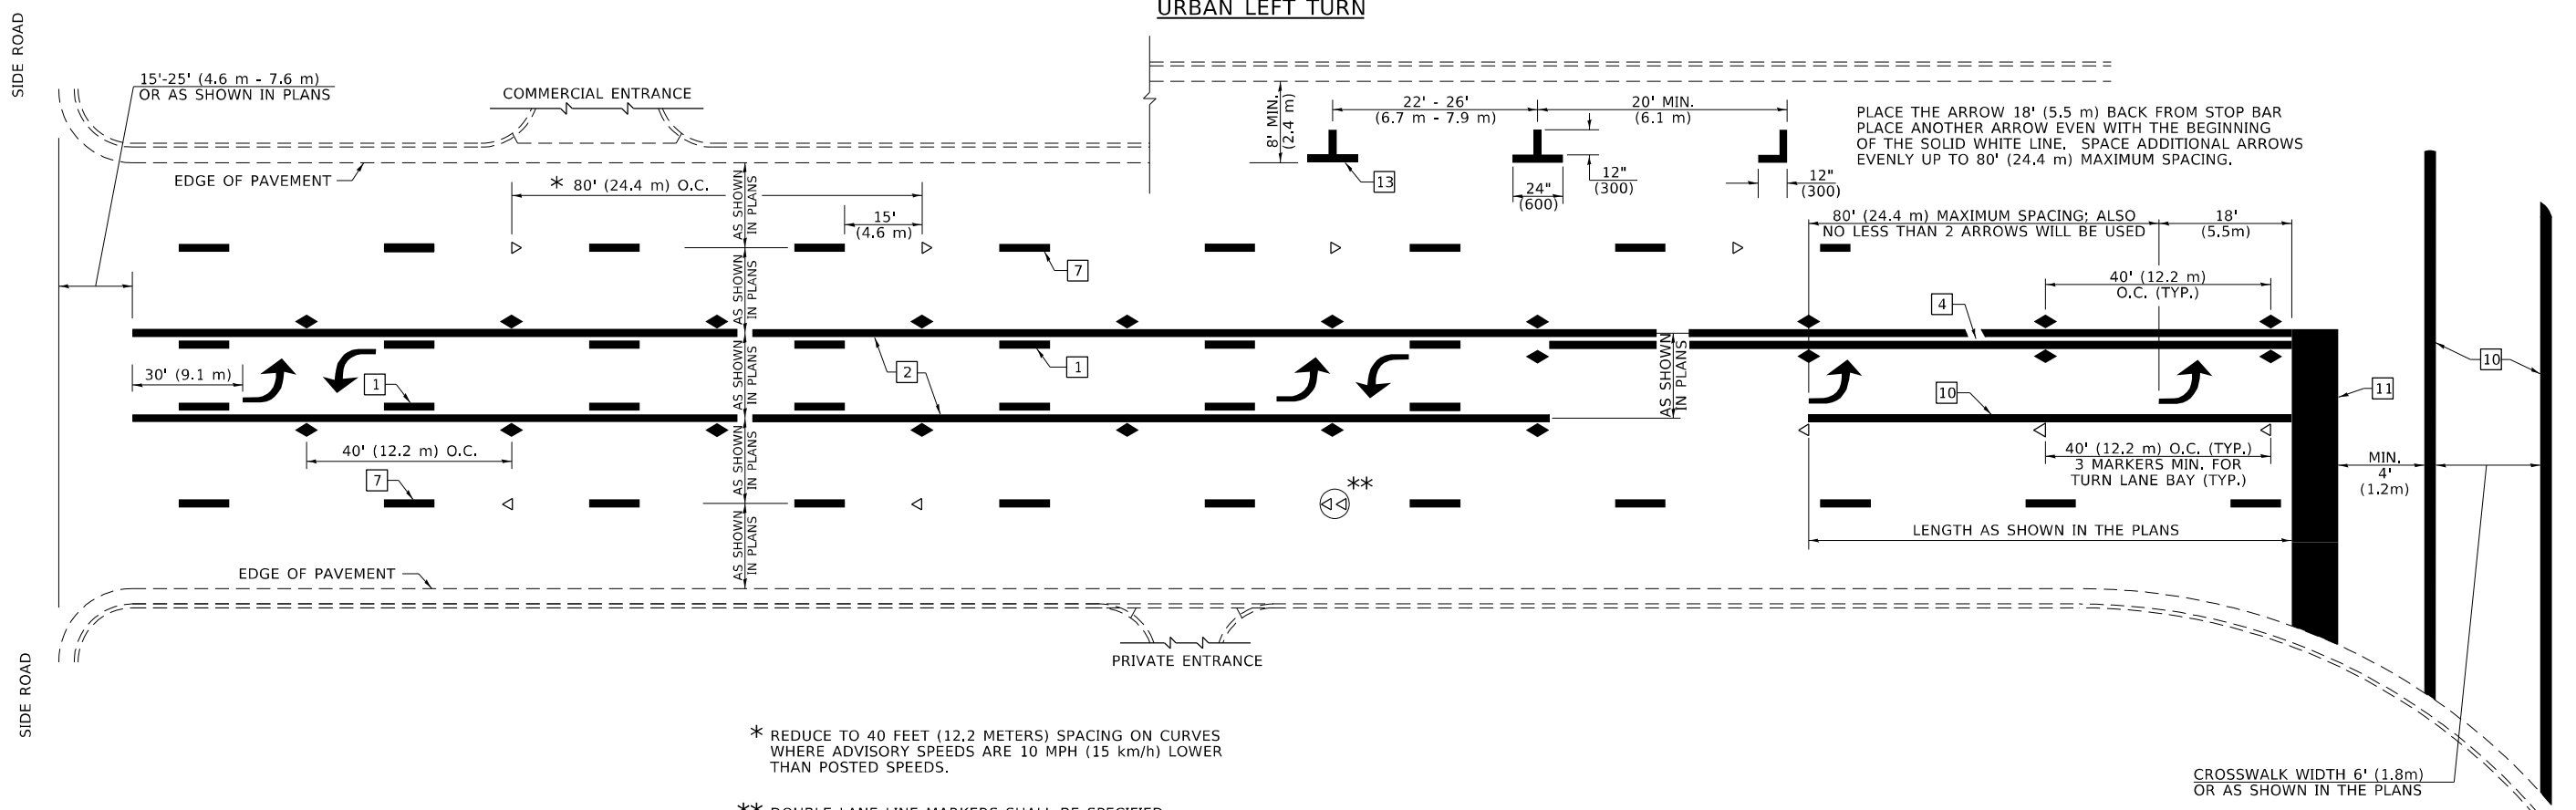 URBAN LEFT TURN
SIDE ROAD
15'-25' (4.6 m - 7.6 m)
OR AS SHOWN IN PLANS
COMMERCIAL ENTRANCE
EDGE OF PAVEMENT
* 80' (24.4 m) O.C.
15'
(4.6 m)
AS SHOWN
IN PLANS
8' MIN.
(2.4 m)
22' - 26'
(6.7 m - 7.9 m)
20' MIN.
(6.1 m)
13
24"
(600)
12"
(300)
12"
(300)
PLACE THE ARROW 18' (5.5 m) BACK FROM STOP BAR
PLACE ANOTHER ARROW EVEN WITH THE BEGINNING
OF THE SOLID WHITE LINE. SPACE ADDITIONAL ARROWS
EVENLY UP TO 80' (24.4 m) MAXIMUM SPACING.
80' (24.4 m) MAXIMUM SPACING; ALSO
NO LESS THAN 2 ARROWS WILL BE USED
18'
(5.5m)
7
AS SHOWN
IN PLANS
40' (12.2 m)
O.C. (TYP.)
4
30' (9.1 m)
1
2
1
AS SHOWN
IN PLANS
AS SHOWN
IN PLANS
10
11
10
40' (12.2 m) O.C.
7
AS SHOWN
IN PLANS
**
40' (12.2 m) O.C. (TYP.)
3 MARKERS MIN. FOR
TURN LANE BAY (TYP.)
MIN.
4'
(1.2m)
LENGTH AS SHOWN IN THE PLANS
AS SHOWN
IN PLANS
EDGE OF PAVEMENT
SIDE ROAD
PRIVATE ENTRANCE
* REDUCE TO 40 FEET (12.2 METERS) SPACING ON CURVES
WHERE ADVISORY SPEEDS ARE 10 MPH (15 km/h) LOWER
THAN POSTED SPEEDS.
CROSSWALK WIDTH 6' (1.8m)
OR AS SHOWN IN THE PLANS
** DOUBLE LANE LINE MARKERS SHALL BE SPECIFIED